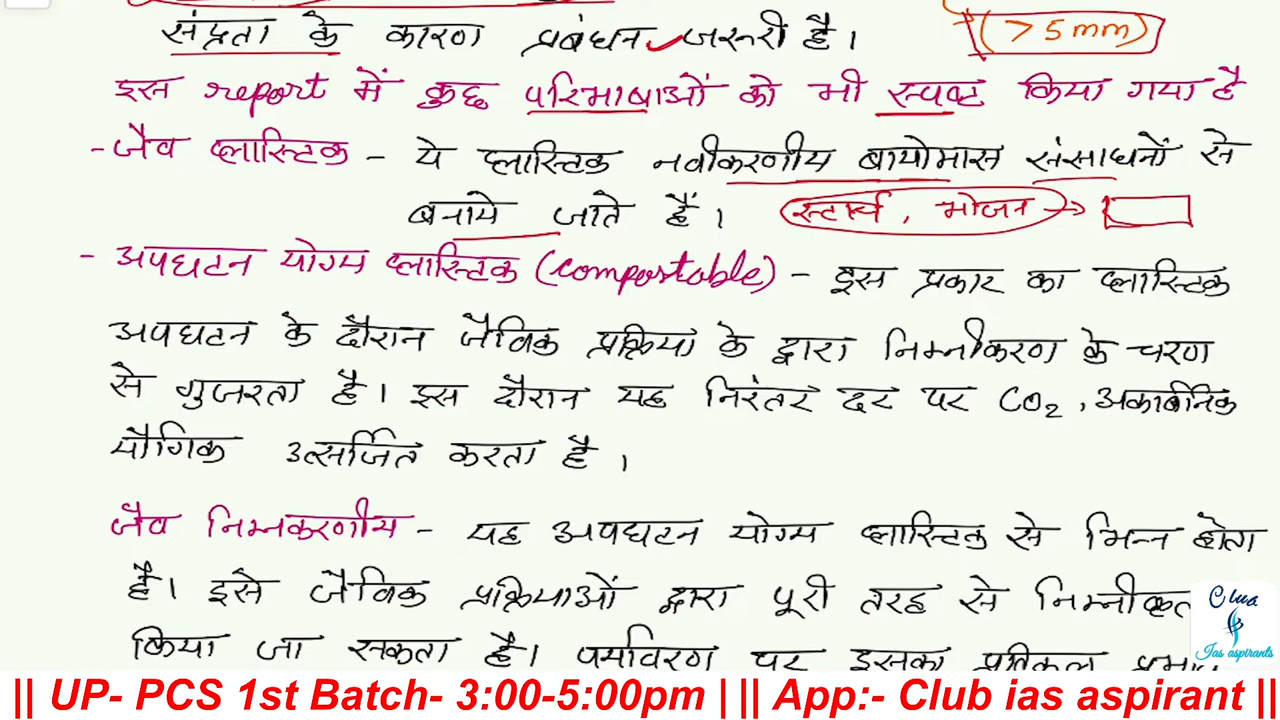 संद्रता के कारण प्रबंधन जरूरी है।
(> 5mm)
इस report में कुछ परिभाषाओं को भी स्पष्ट किया गया है
- जैव प्लास्टिक - ये प्लास्टिक नवीकरणीय बायोमास संसाधनों से
बनाये जाते हैं।
स्टार्च, भोजन →
- अपघटन योग्य प्लास्टिक (compostable) - इस प्रकार का प्लास्टिक
अपघटन के दौरान जैविक प्रक्रिया के द्वारा निम्नीकरण के चरण
से गुजरता है। इस दौरान यह निरंतर दर पर CO₂, अकार्बनिक
यौगिक उत्सर्जित करता है।
जैव निम्नकरणीय - यह अपघटन योग्य प्लास्टिक से भिन्न होता
है। इसे जैविक प्रक्रियाओं द्वारा पूरी तरह से निम्नीकृत
किया जा सकता है। पर्यावरण पर इसका प्रतिकूल
Club
Ias aspirants
|| UP- PCS 1st Batch- 3:00-5:00pm | || App:- Club ias aspirant ||